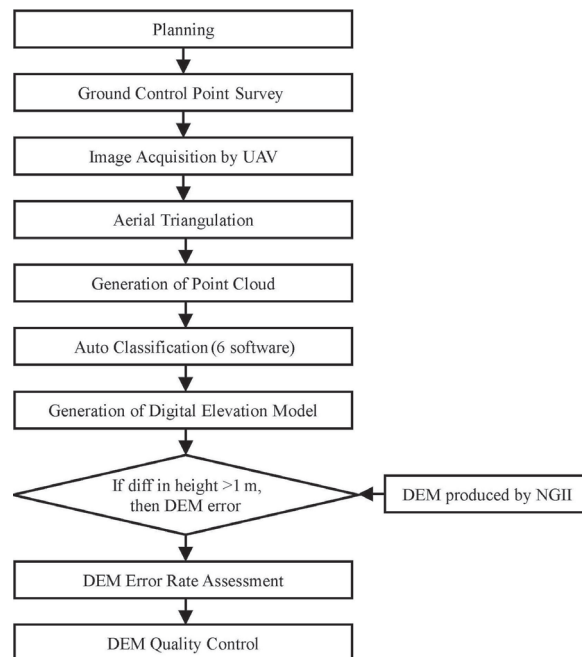 Planning
Ground Control Point Survey
Image Acquisition by UAV
Aerial Triangulation
Generation of Point Cloud
Auto Classification (6 software)
Generation of Digital Elevation Model
If diff in height >1 m,
then DEM error
DEM produced by NGII
DEM Error Rate Assessment
DEM Quality Control